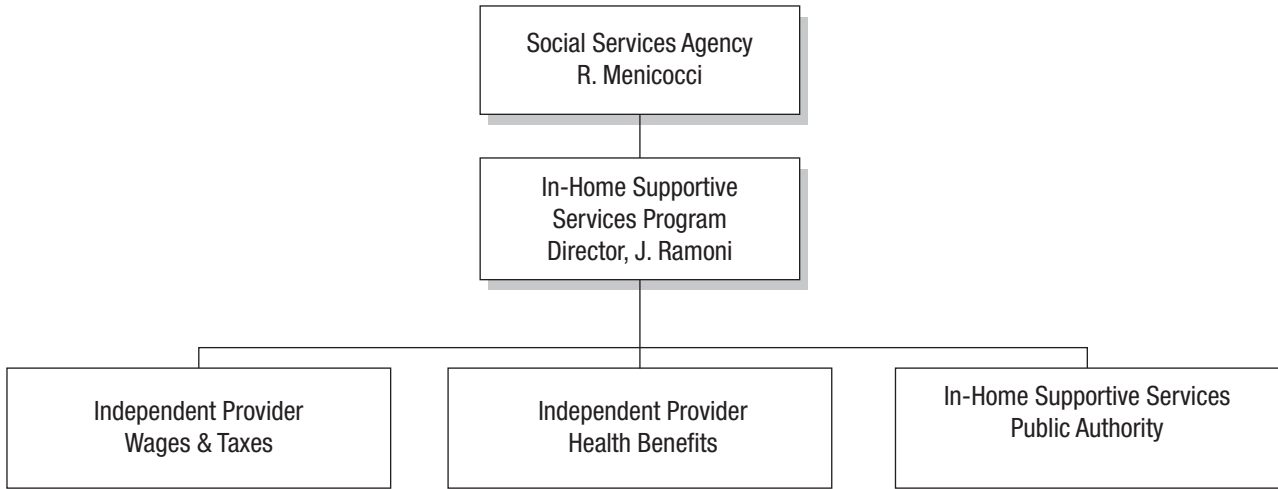 Social Services Agency
R. Menicocci
In-Home Supportive
Services Program
Director, J. Ramoni
Independent Provider
Wages & Taxes
Independent Provider
Health Benefits
In-Home Supportive Services
Public Authority